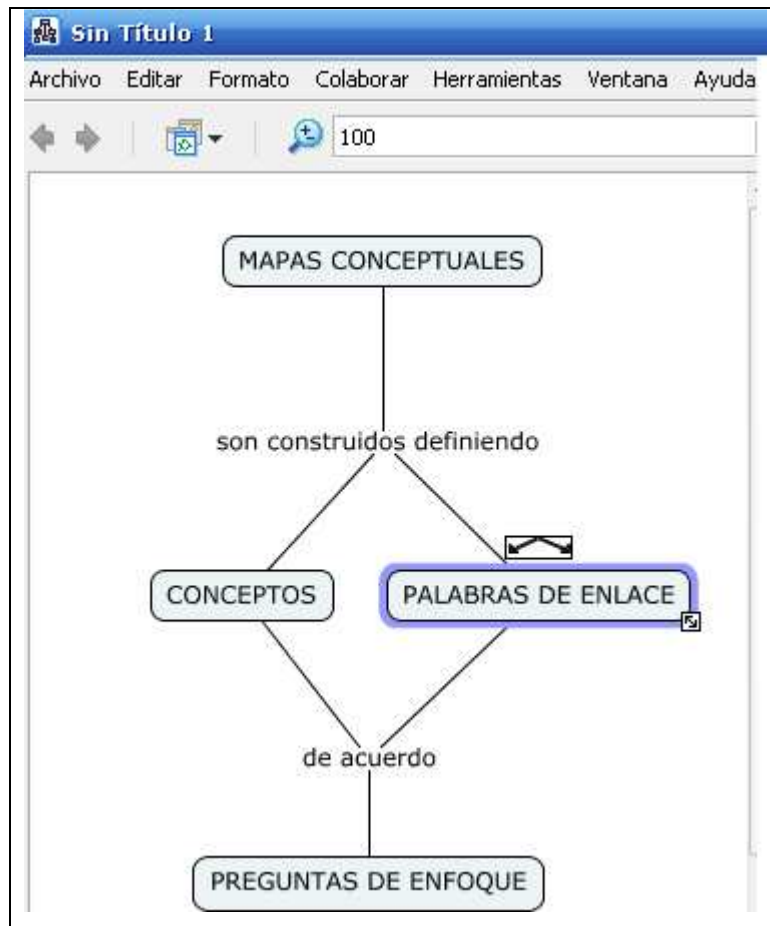 Sin Título 1
Archivo Editar Formato Colaborar Herramientas Ventana Ayuda
100
MAPAS CONCEPTUALES
son construidos definiendo
CONCEPTOS PALABRAS DE ENLACE
de acuerdo
PREGUNTAS DE ENFOQUE